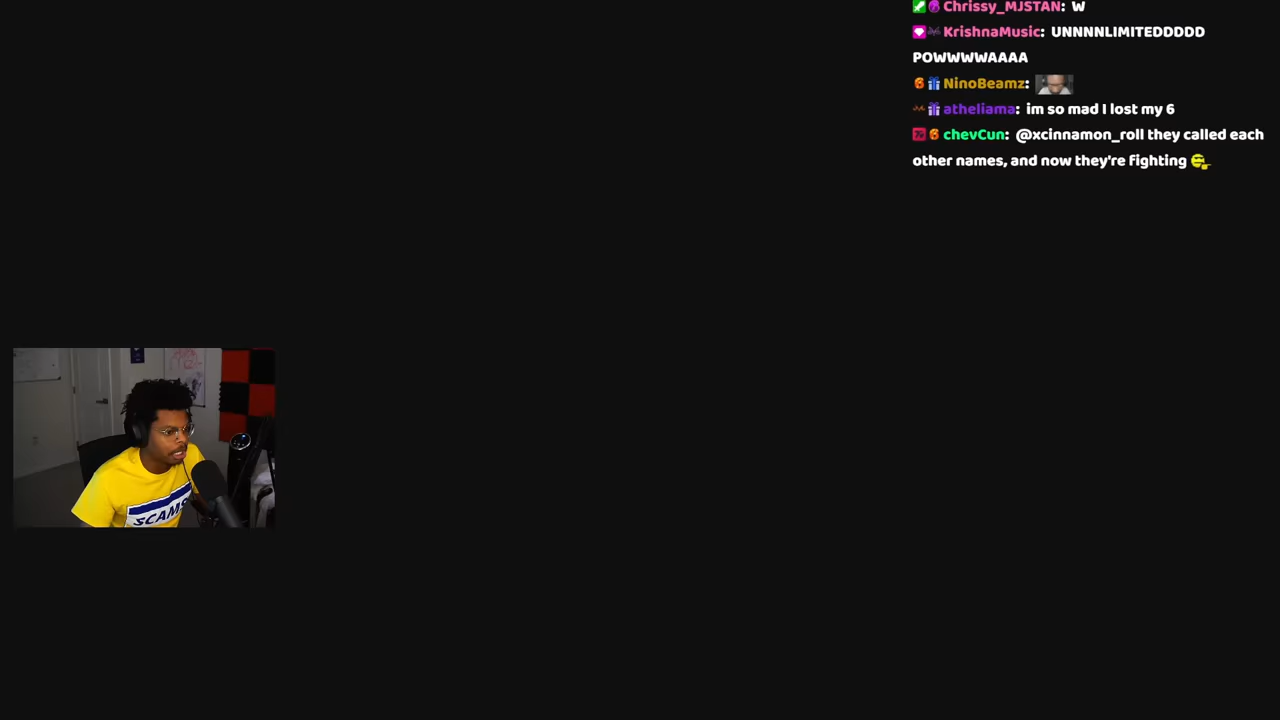 Chrissy_MJSTAN: W
KrishnaMusic: UNNNNLIMITEDDDDD
POWWWWAAAA
NinoBeamz:
atheliama: im so mad I lost my 6
chevCun: @xcinnamon_roll they called each
other names, and now they're fighting
SCAMS